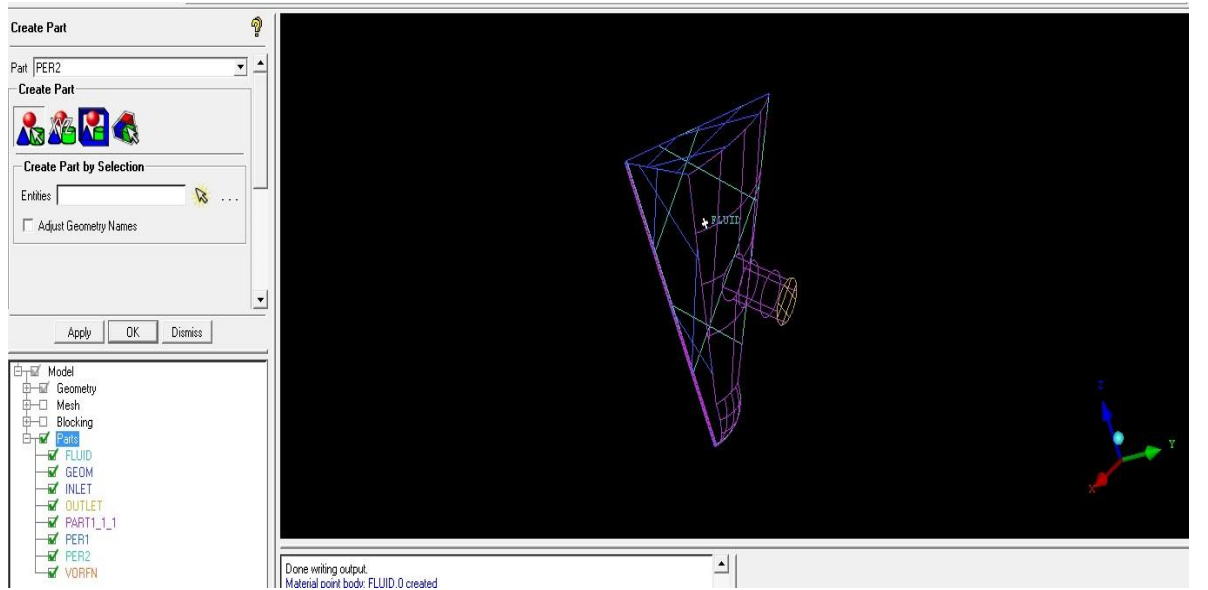 Create Part
Part PER2
Create Part
Create Part by Selection
Entities ...
Adjust Geometry Names
Apply OK Dismiss
Model
Geometry
Mesh
Blocking
Parts
FLUID
GEOM
INLET
OUTLET
PART1_1_1
PER1
PER2
VORFN
FLUID
Z
Y
X
Done writing output.
Material point body: FLUID.0 created